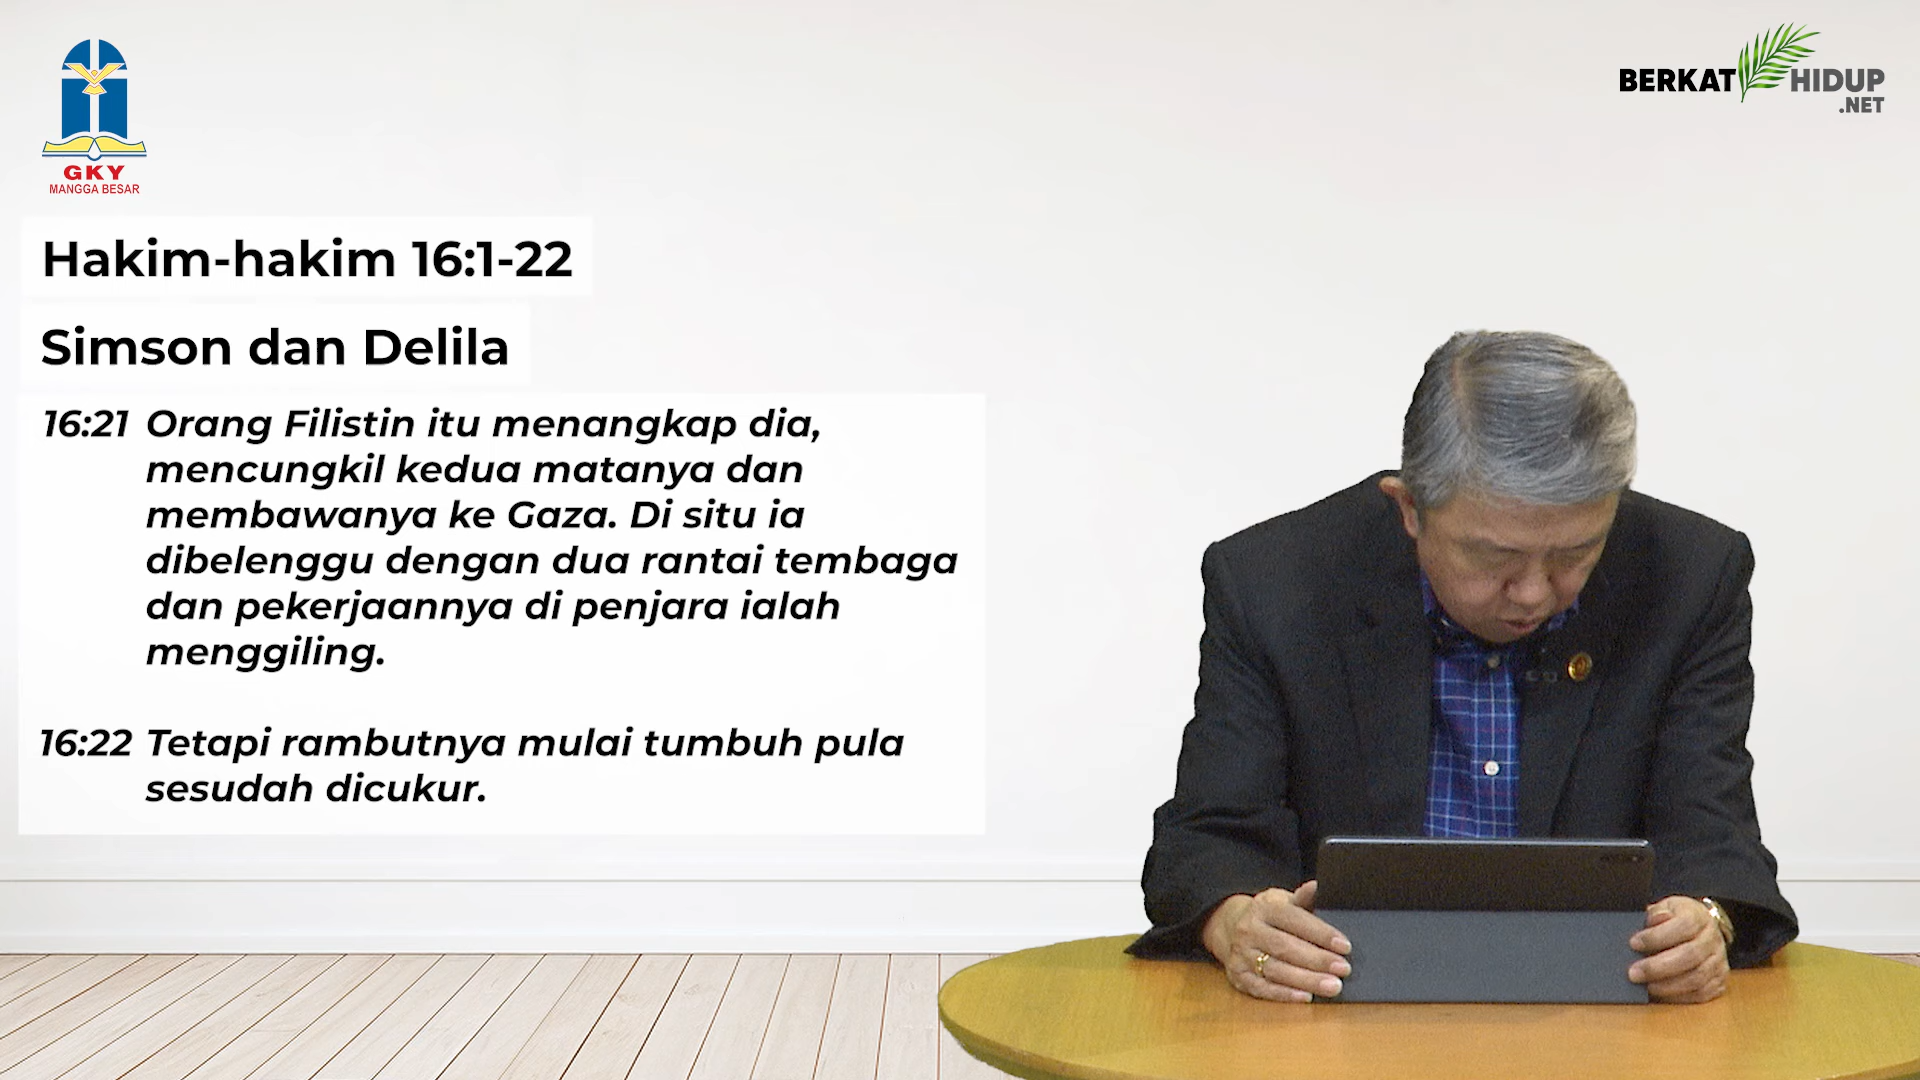 GKY
MANGGA BESAR
BERKAT HIDUP
.NET
Hakim-hakim 16:1-22
Simson dan Delila
16:21 Orang Filistin itu menangkap dia,
mencungkil kedua matanya dan
membawanya ke Gaza. Di situ ia
dibelenggu dengan dua rantai tembaga
dan pekerjaannya di penjara ialah
menggiling.
16:22 Tetapi rambutnya mulai tumbuh pula
sesudah dicukur.